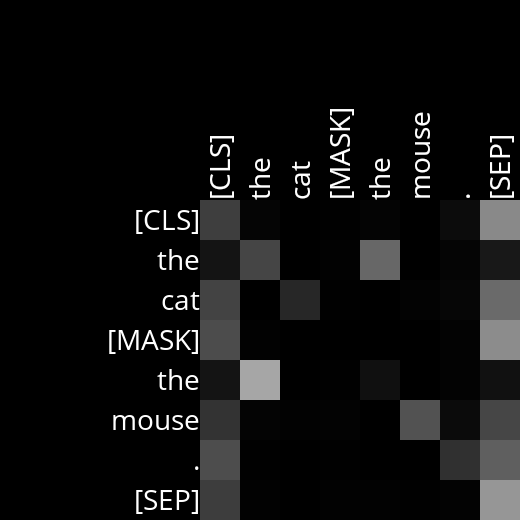 [CLS] the cat [MASK] the mouse . [SEP]
[CLS]
the
cat
[MASK]
the
mouse
.
[SEP]